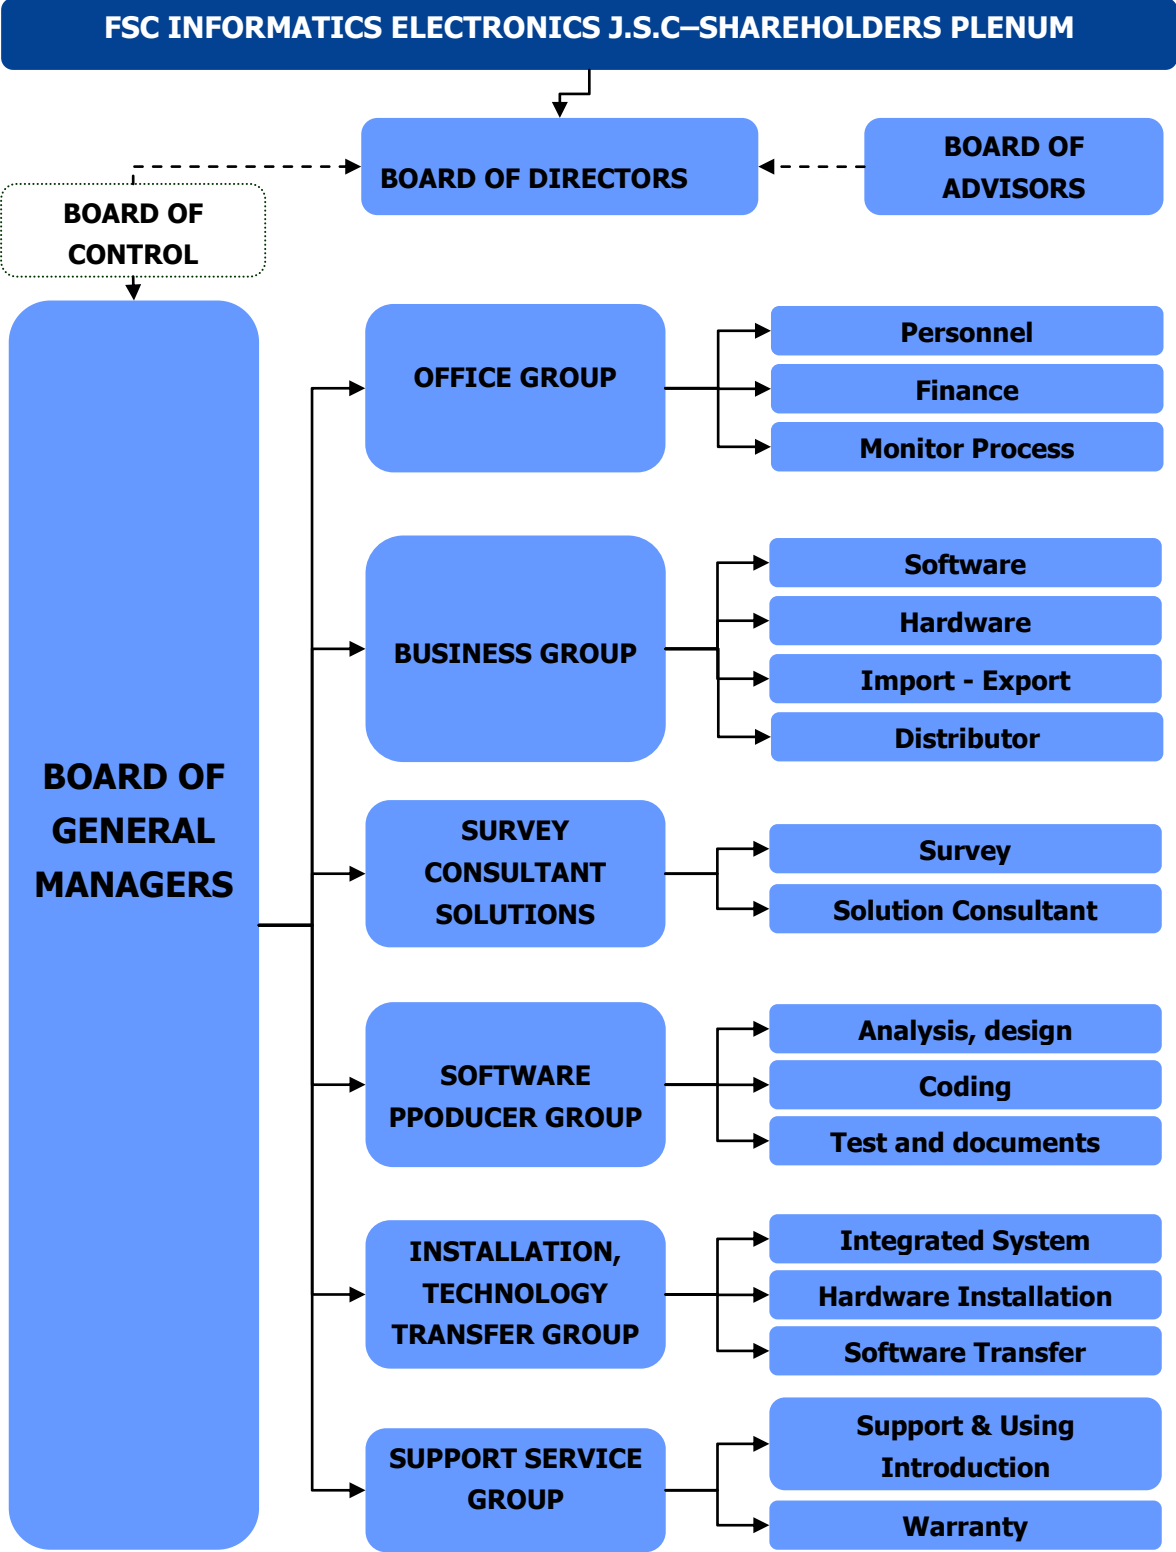 FSC INFORMATICS ELECTRONICS J.S.C–SHAREHOLDERS PLENUM
BOARD OF DIRECTORS
BOARD OF
ADVISORS
BOARD OF
CONTROL
BOARD OF
GENERAL
MANAGERS
OFFICE GROUP
Personnel
Finance
Monitor Process
BUSINESS GROUP
Software
Hardware
Import - Export
Distributor
SURVEY
CONSULTANT
SOLUTIONS
Survey
Solution Consultant
SOFTWARE
PPODUCER GROUP
Analysis, design
Coding
Test and documents
INSTALLATION,
TECHNOLOGY
TRANSFER GROUP
Integrated System
Hardware Installation
Software Transfer
SUPPORT SERVICE
GROUP
Support & Using
Introduction
Warranty